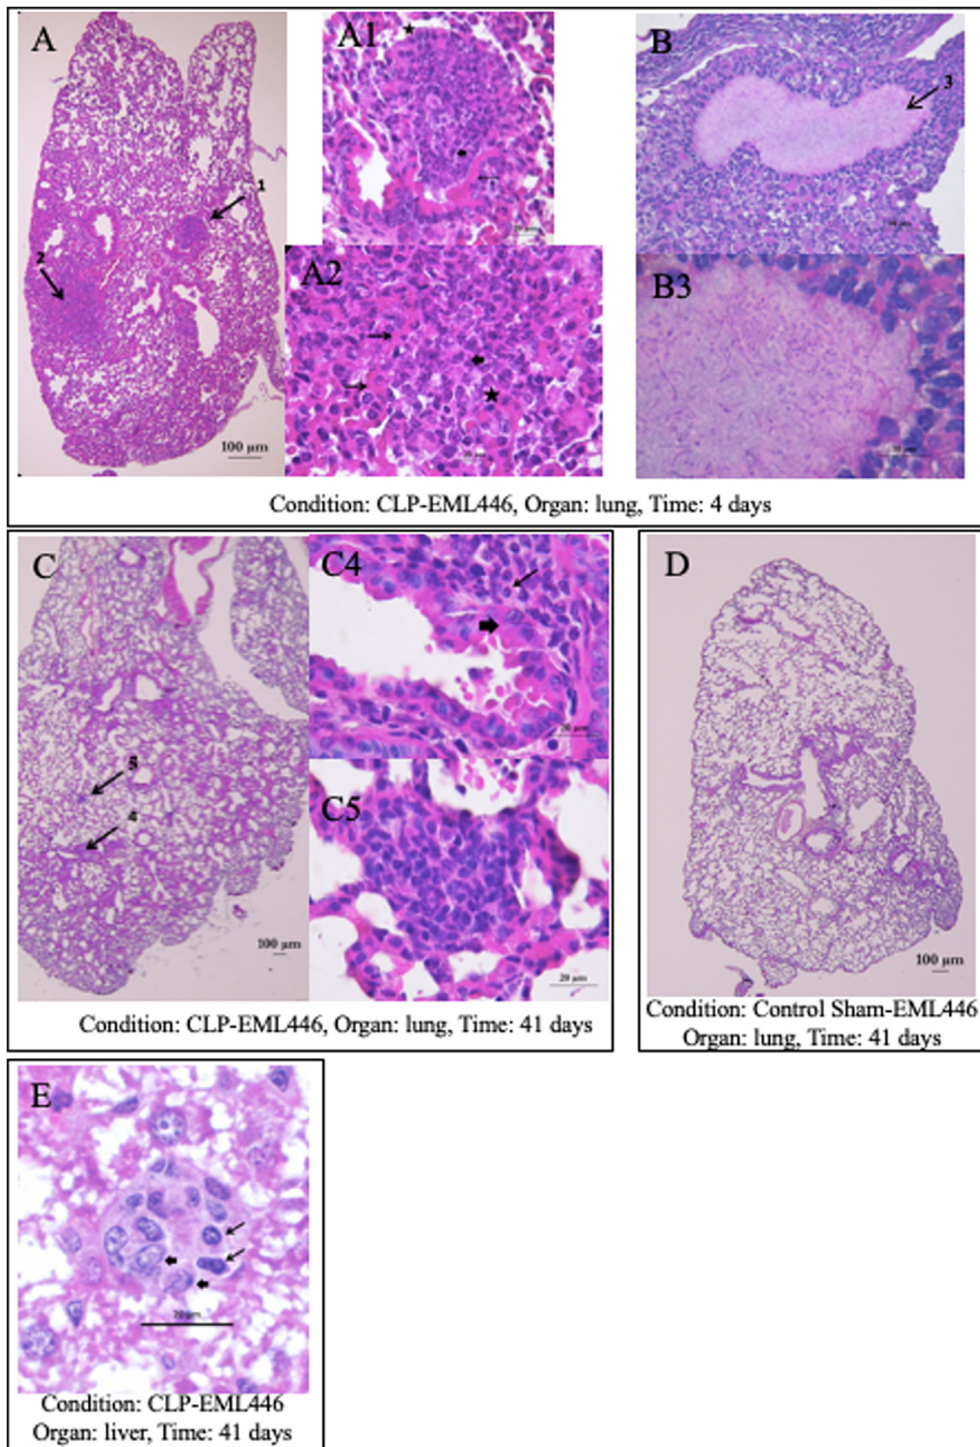 A
A1
B
3
1
2
A2
B3
100 µm
Condition: CLP-EML446, Organ: lung, Time: 4 days
C
C4
D
4
C5
100 µm
20 µm
100 µm
Condition: CLP-EML446, Organ: lung, Time: 41 days
Condition: Control Sham-EML446
Organ: lung, Time: 41 days
E
20 µm
Condition: CLP-EML446
Organ: liver, Time: 41 days